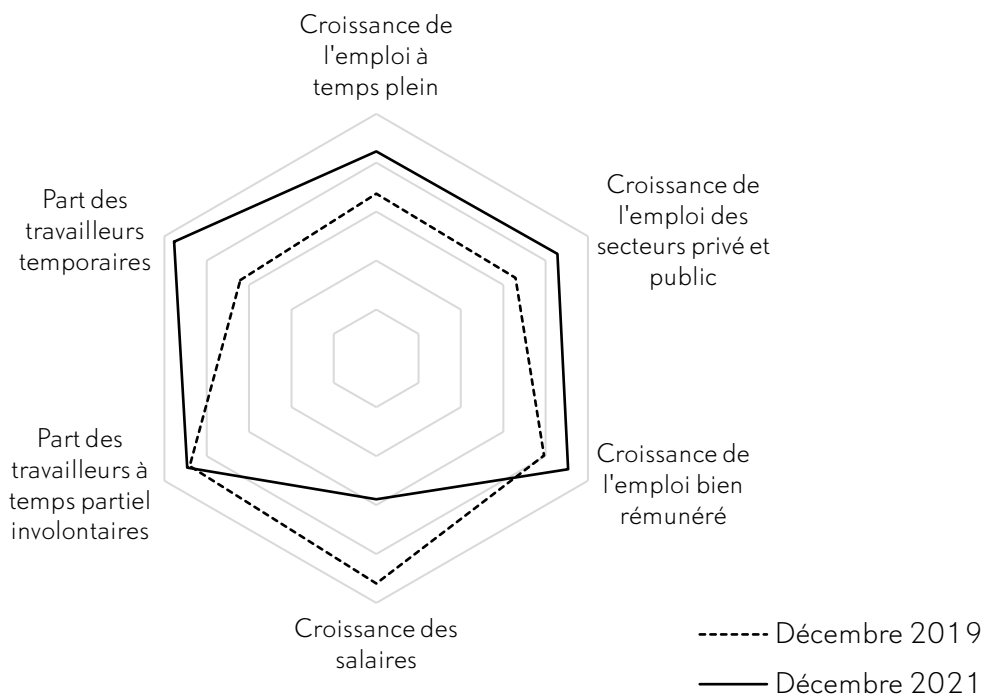 Croissance de
l'emploi à
temps plein
Croissance de
l'emploi des
secteurs privé et
public
Croissance de
l'emploi bien
rémunéré
Croissance des
salaires
Part des
travailleurs à
temps partiel
involontaires
Part des
travailleurs
temporaires
Décembre 2019
Décembre 2021